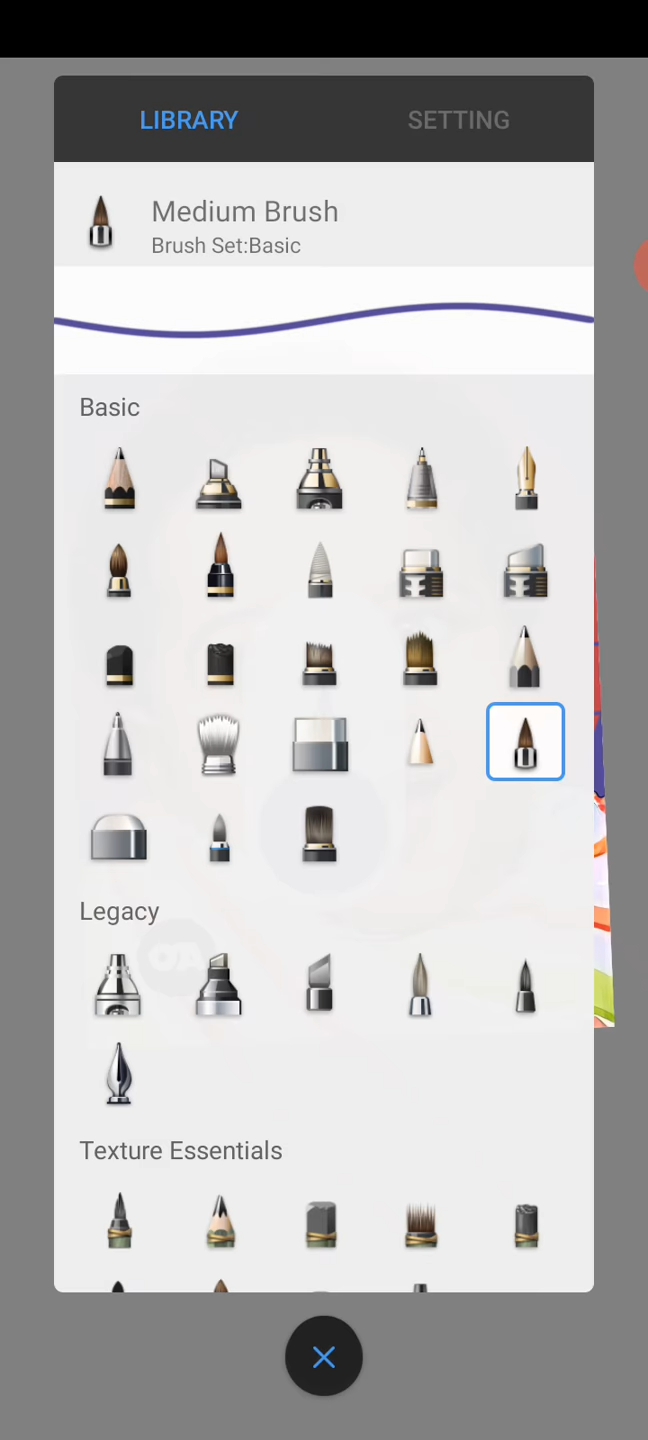 LIBRARY SETTING
Medium Brush
Brush Set:Basic
Basic
Legacy
Texture Essentials